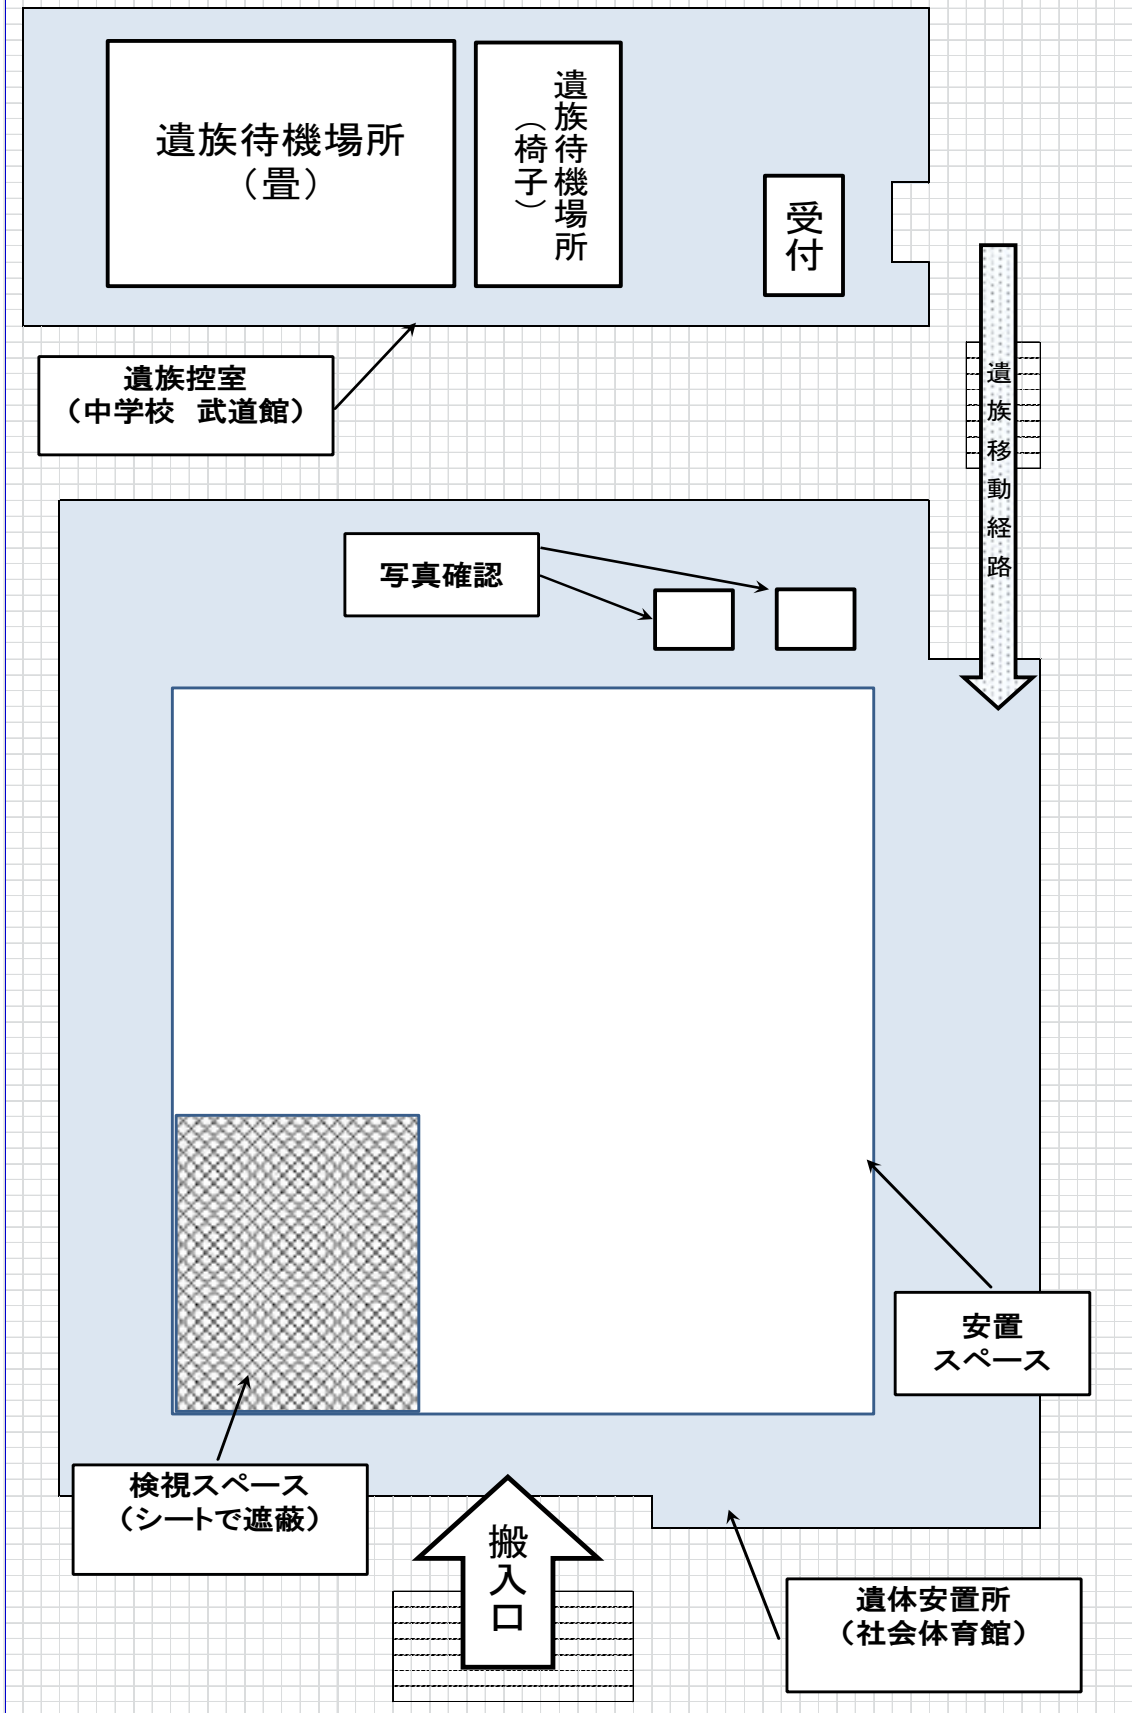 遺族待機場所
（畳）
遺族待機場所
（椅子）
受付
遺族控室
（中学校　武道館）
遺族移動経路
写真確認
安置
スペース
検視スペース
（シートで遮蔽）
搬入口
遺体安置所
（社会体育館）